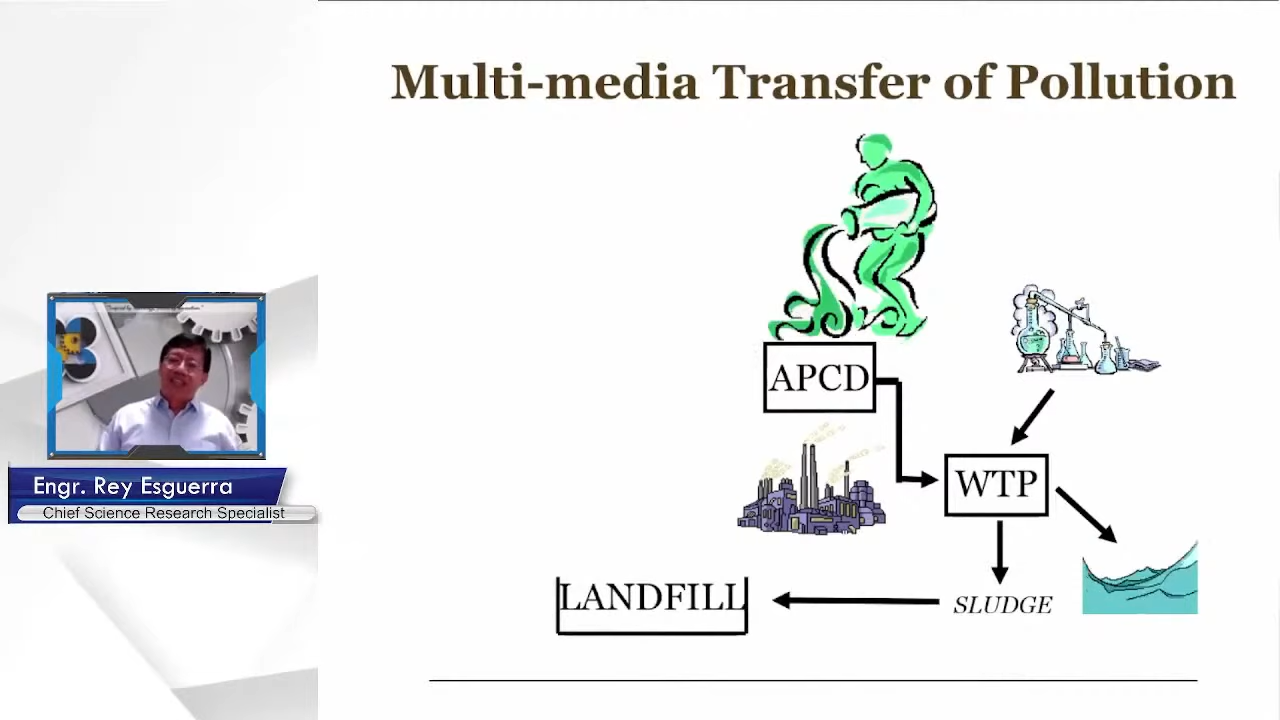 Multi-media Transfer of Pollution
APCD
WTP
LANDFILL
SLUDGE
Engr. Rey Esguerra
Chief Science Research Specialist